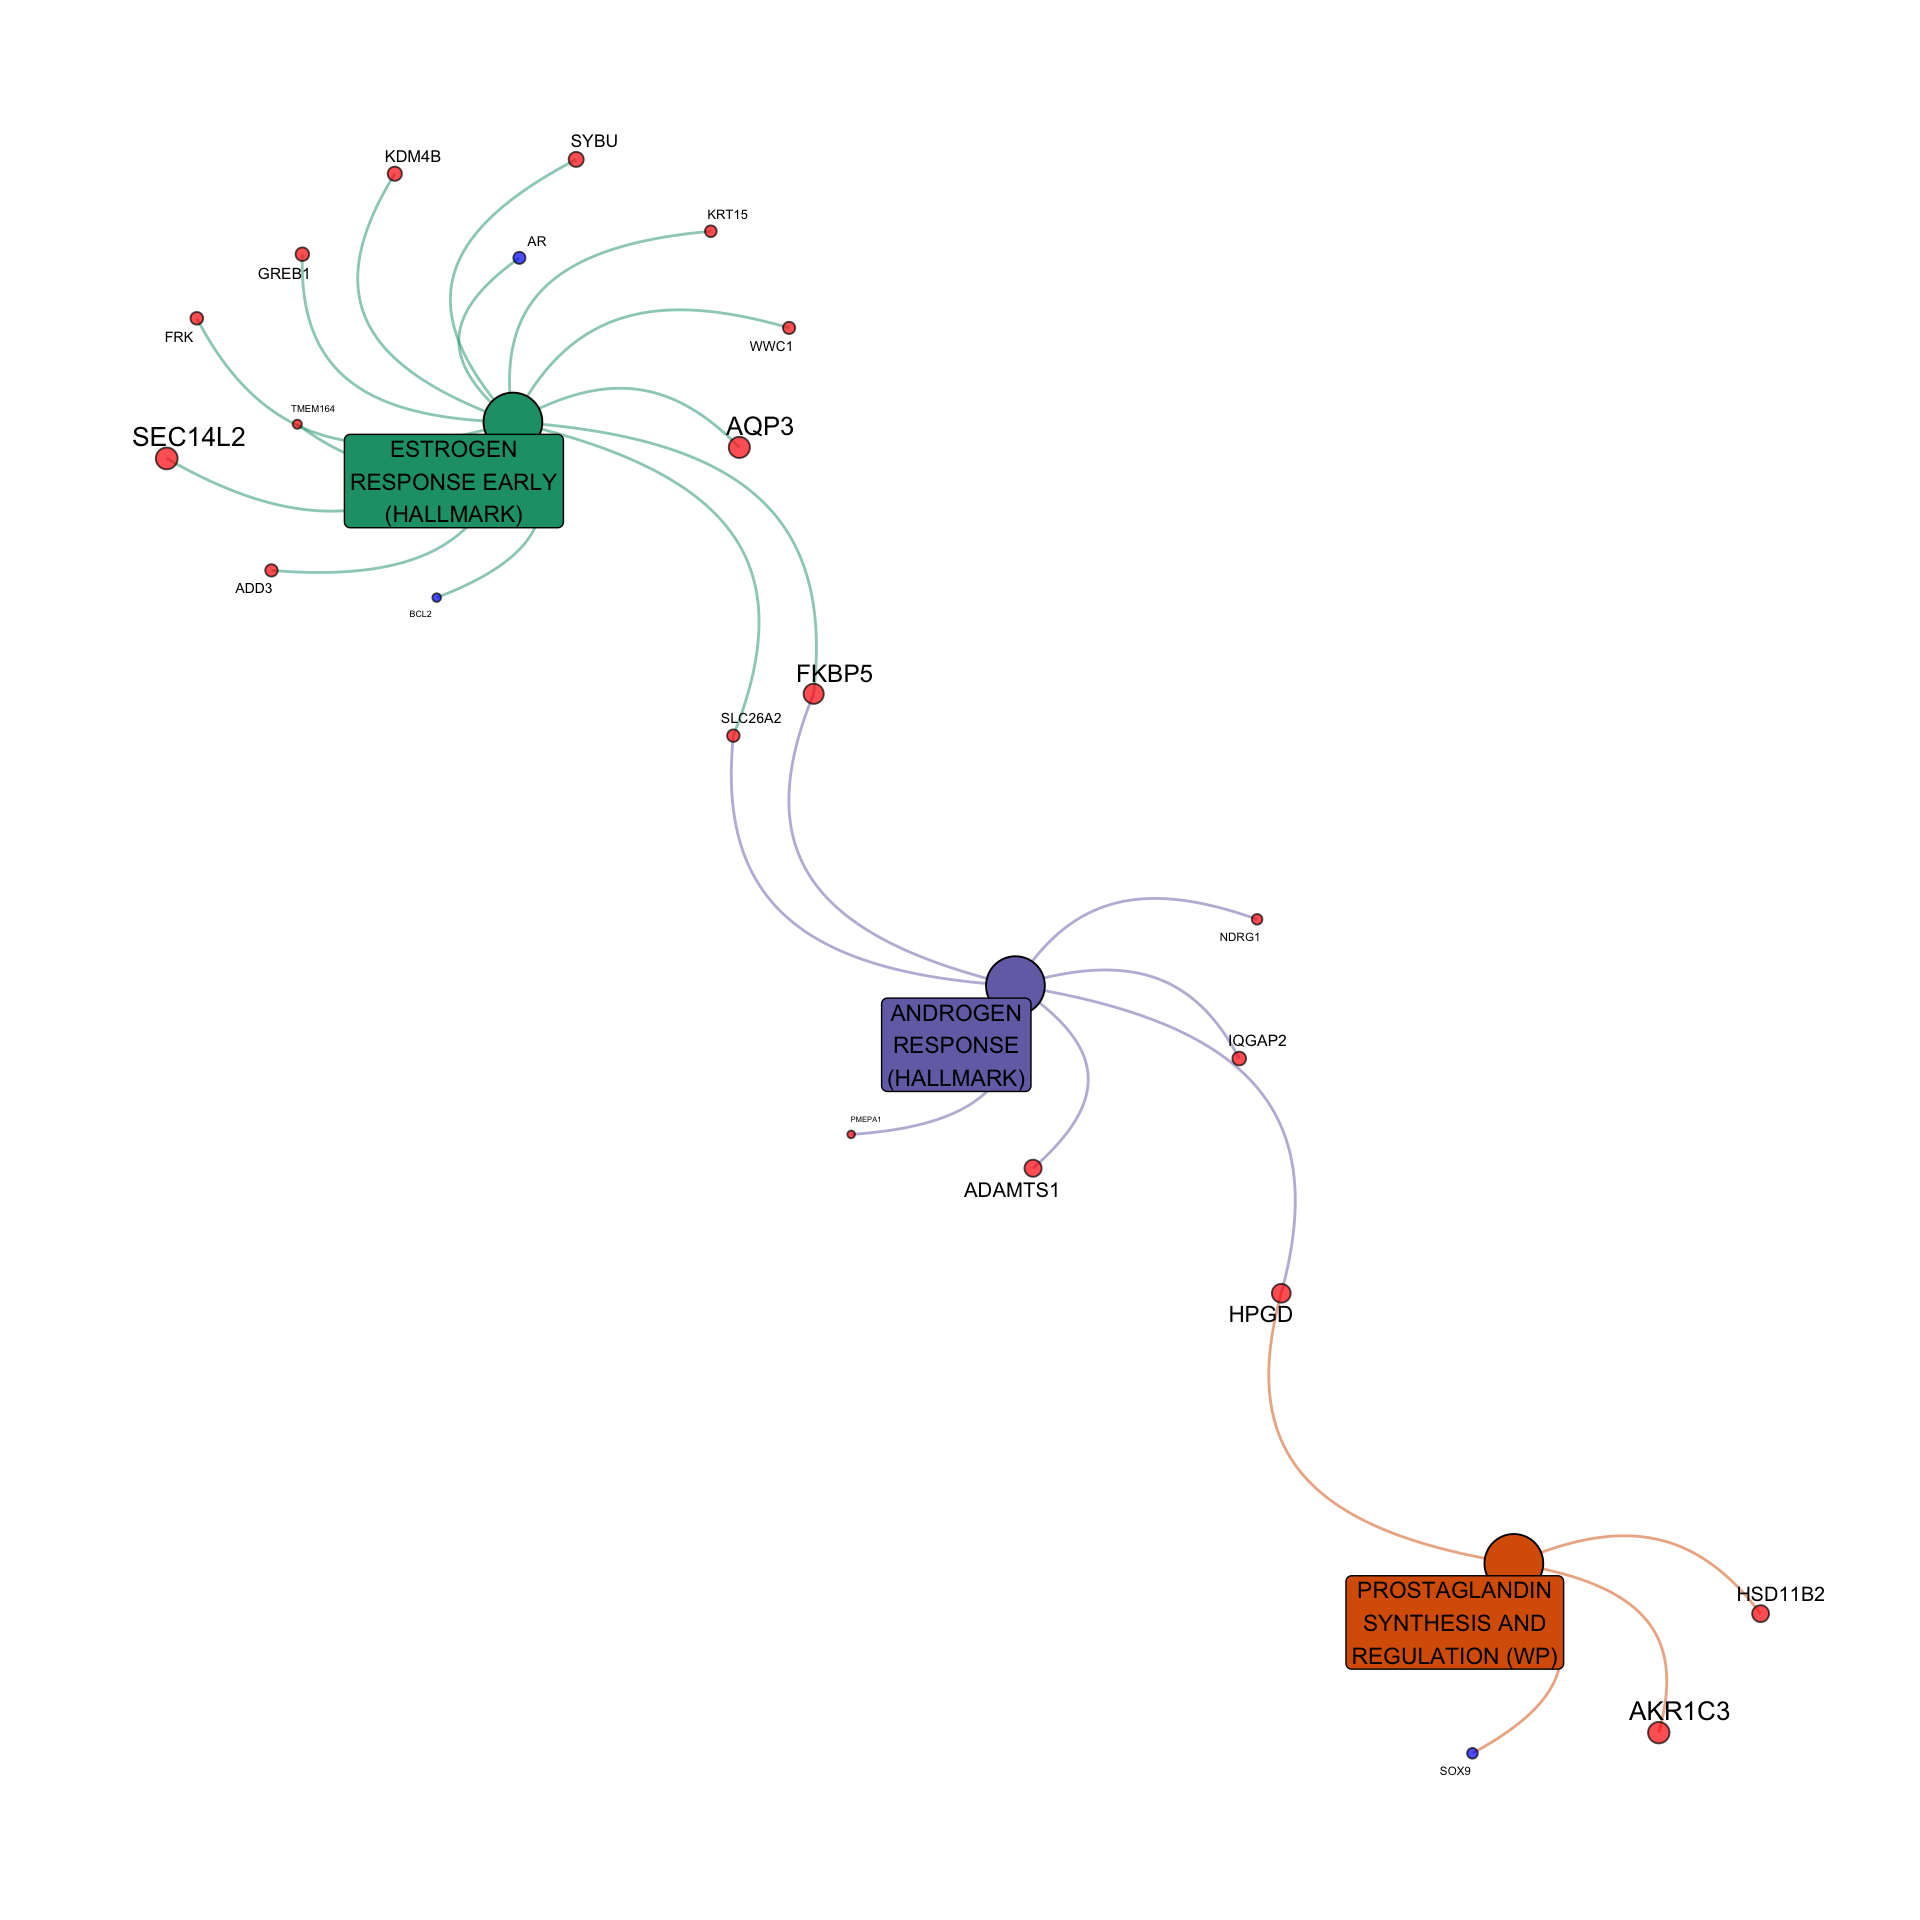 SYBU
KDM4B
KRT15
AR
GREB1
FRK
WWC1
TMEM164
SEC14L2
AQP3
ESTROGEN
RESPONSE EARLY
(HALLMARK)
ADD3
BCL2
FKBP5
SLC26A2
NDRG1
ANDROGEN
RESPONSE
(HALLMARK)
IQGAP2
PMEPA1
ADAMTS1
HPGD
PROSTAGLANDIN
SYNTHESIS AND
REGULATION (WP)
HSD11B2
AKR1C3
SOX9